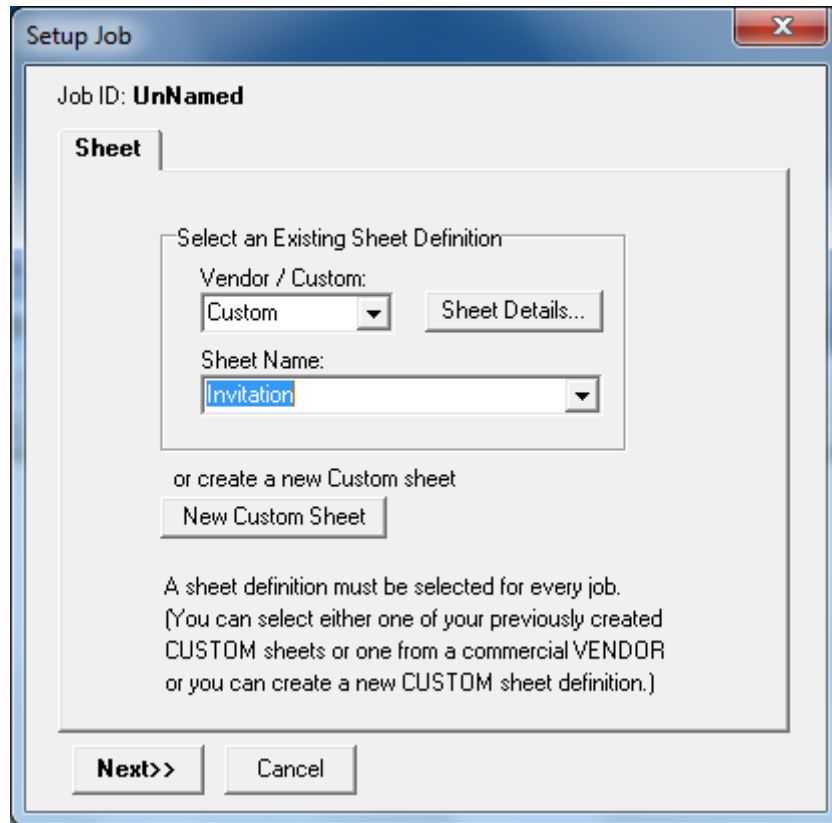 Setup Job
Job ID: UnNamed
Sheet
Select an Existing Sheet Definition
Vendor / Custom:
Custom
Sheet Details...
Sheet Name:
Invitation
or create a new Custom sheet
New Custom Sheet
A sheet definition must be selected for every job.
(You can select either one of your previously created
CUSTOM sheets or one from a commercial VENDOR
or you can create a new CUSTOM sheet definition.)
Next>>
Cancel